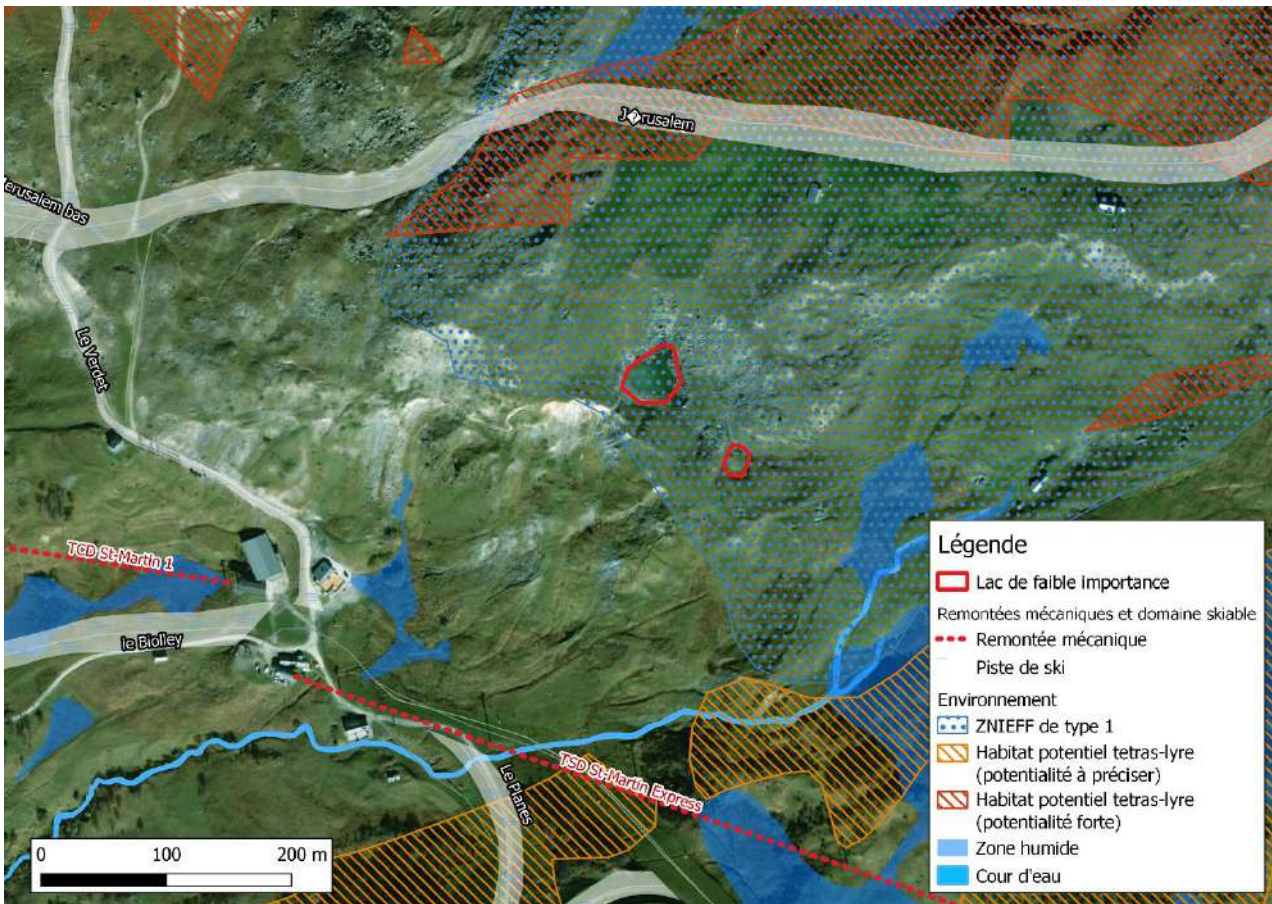 J�rusalem
Jerusalem bas
Le Verdet
TCD St-Martin 1
le Biolley
TSD St-Martin Express
Le Planes
0 100 200 m
Légende
Lac de faible importance
Remontées mécaniques et domaine skiable
Remontée mécanique
Piste de ski
Environnement
ZNIEFF de type 1
Habitat potentiel tetras-lyre
(potentialité à préciser)
Habitat potentiel tetras-lyre
(potentialité forte)
Zone humide
Cour d'eau